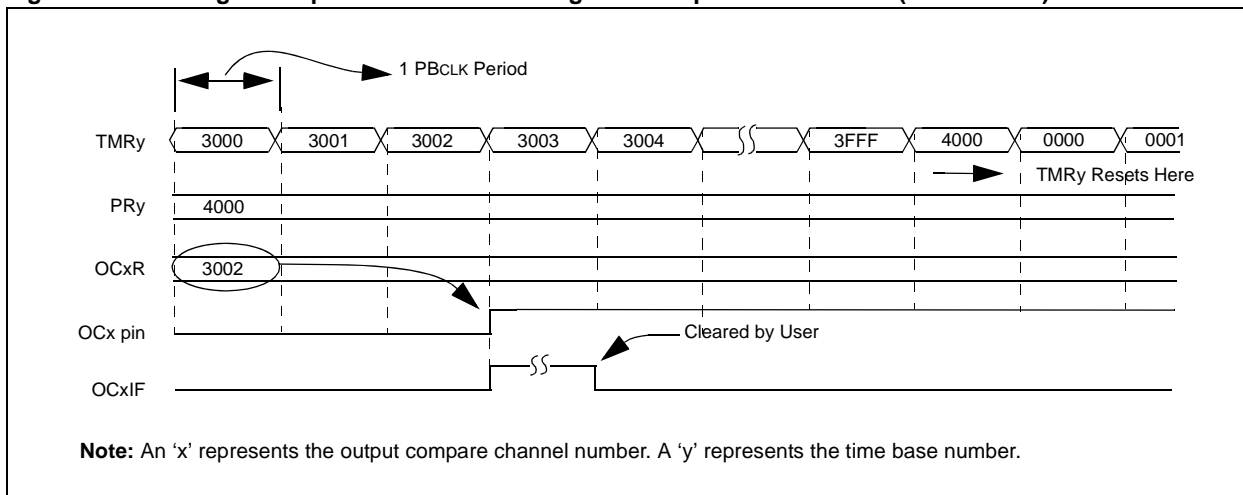 1 PBCLK Period
TMRy 3000 3001 3002 3003 3004 3FFF 4000 0000 0001
TMRy Resets Here
PRy 4000
OCxR 3002
OCx pin
Cleared by User
OCxIF
Note: An ‘x’ represents the output compare channel number. A ‘y’ represents the time base number.